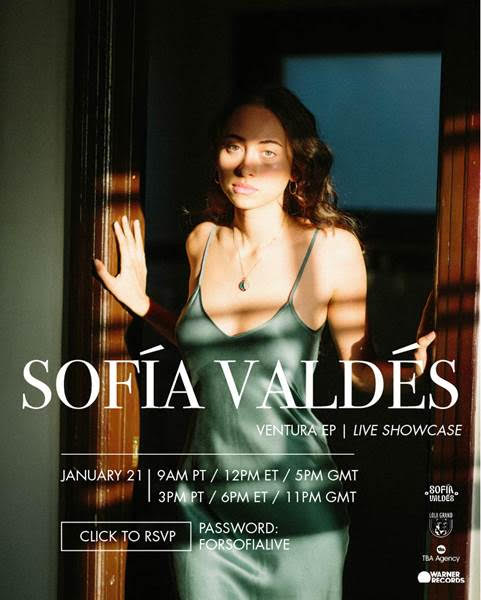 SOFÍA VALDÉS
VENTURA EP | LIVE SHOWCASE
JANUARY 21 | 9AM PT / 12PM ET / 5PM GMT
3PM PT / 6PM ET / 11PM GMT
CLICK TO RSVP
PASSWORD:
FORSOFIALIVE
SOFÍA
VALDÉS
LOLA GRAND
tba
TBA Agency
WARNER
RECORDS